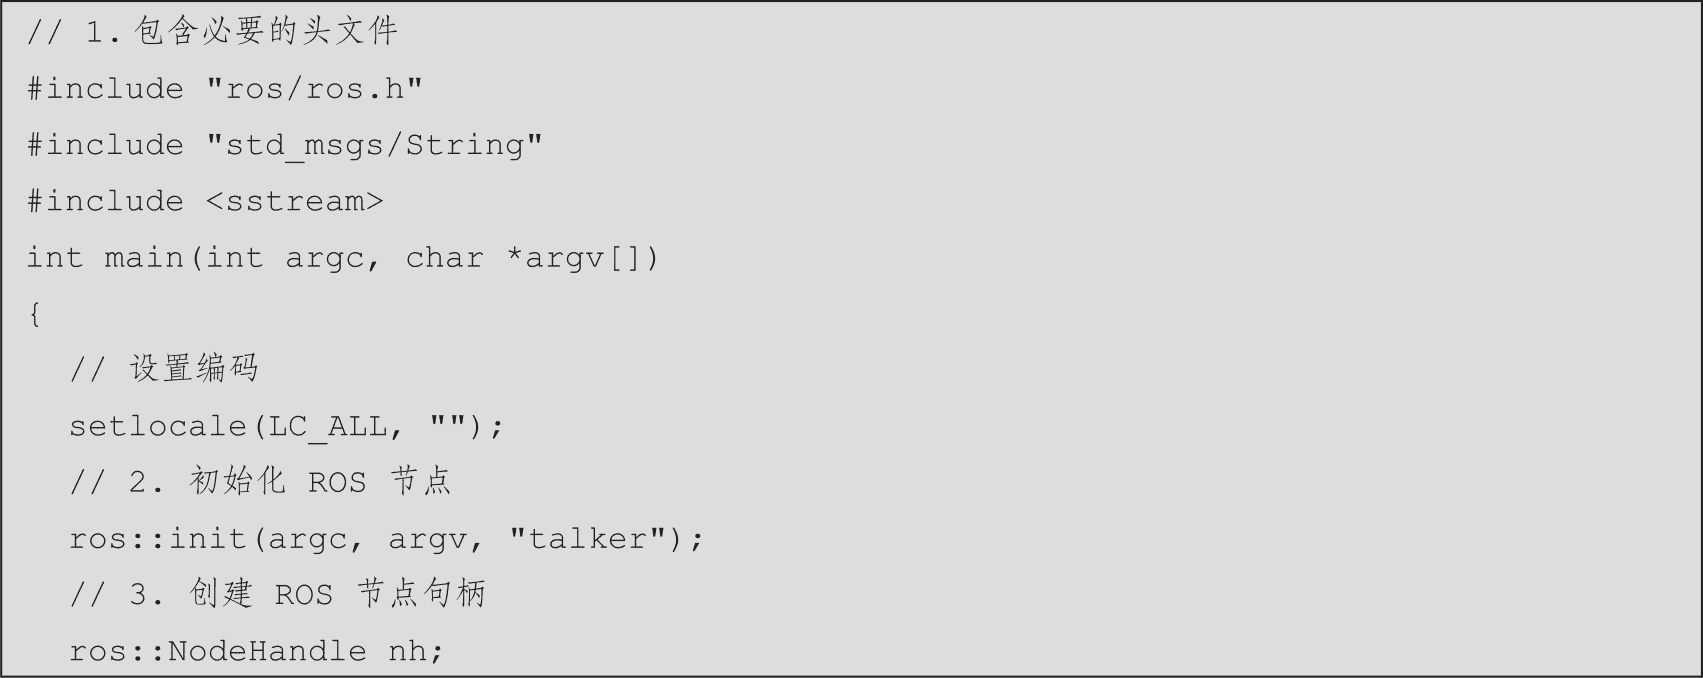 // 1. 包含必要的头文件
#include "ros/ros.h"
#include "std_msgs/String"
#include <sstream>
int main(int argc, char *argv[])
{
// 设置编码
setlocale(LC_ALL, "");
// 2. 初始化 ROS 节点
ros::init(argc, argv, "talker");
// 3. 创建 ROS 节点句柄
ros::NodeHandle nh;